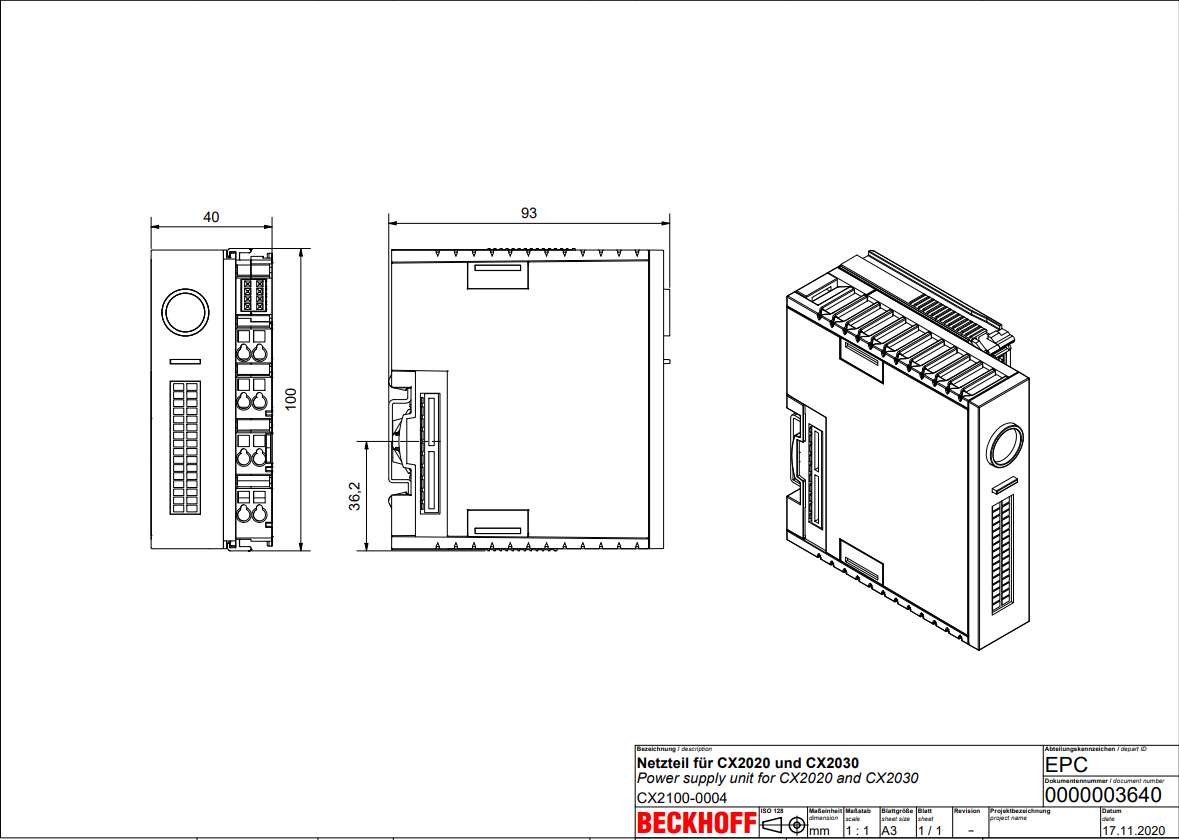 40
93
100
36,2
Bezeichnung / description
Netzteil für CX2020 und CX2030
Power supply unit for CX2020 and CX2030
CX2100-0004
Abteilungskennzeichen / depart ID
EPC
Dokumentennummer / document number
0000003640
BECKHOFF
ISO 128
Maßeinheit
dimension
mm
Maßstab
scale
1 : 1
Blattgröße
sheet size
A3
Blatt
sheet
1 / 1
Revision
–
Projektbezeichnung
project name
Datum
date
17.11.2020